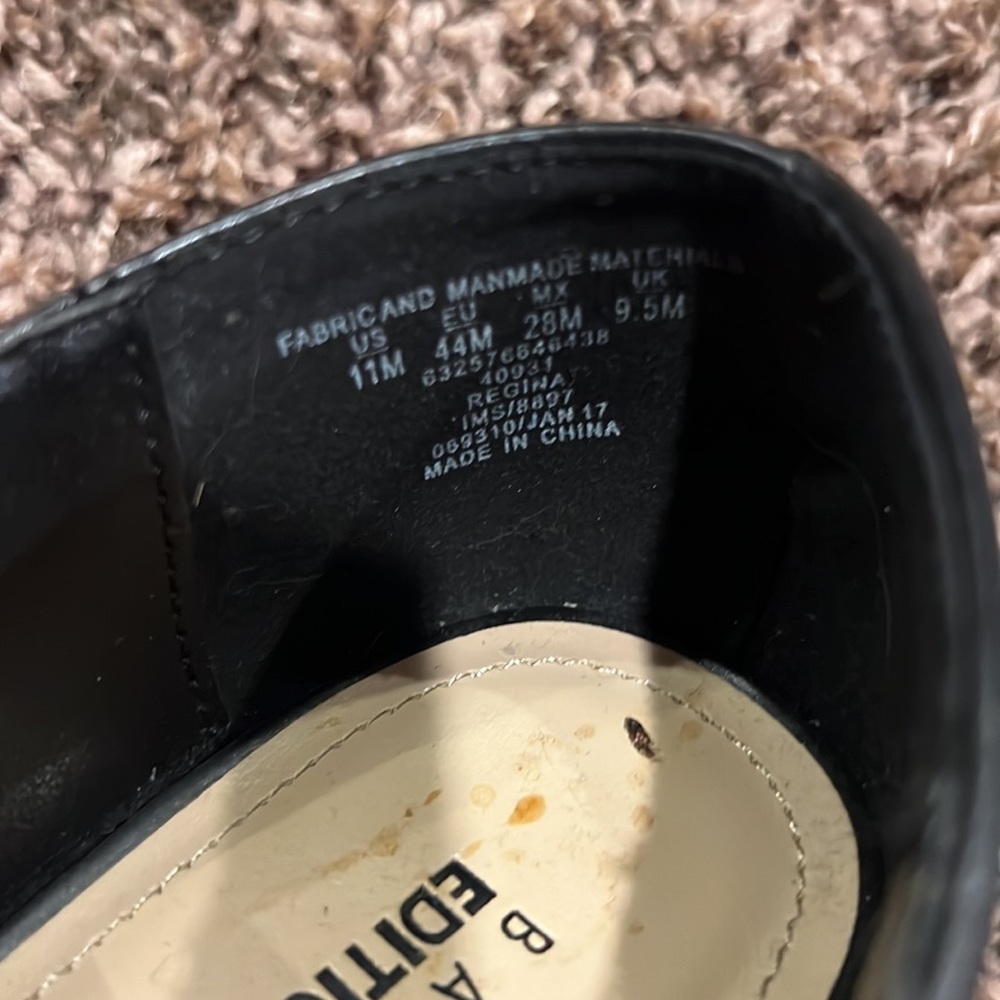 FABRIC AND MANMADE MATERIALS
US EU MX UK
11M 44M 28M 9.5M
40931
REGINA
IMS/8897
069310/JAN.17
MADE IN CHINA
B A
EDITIO